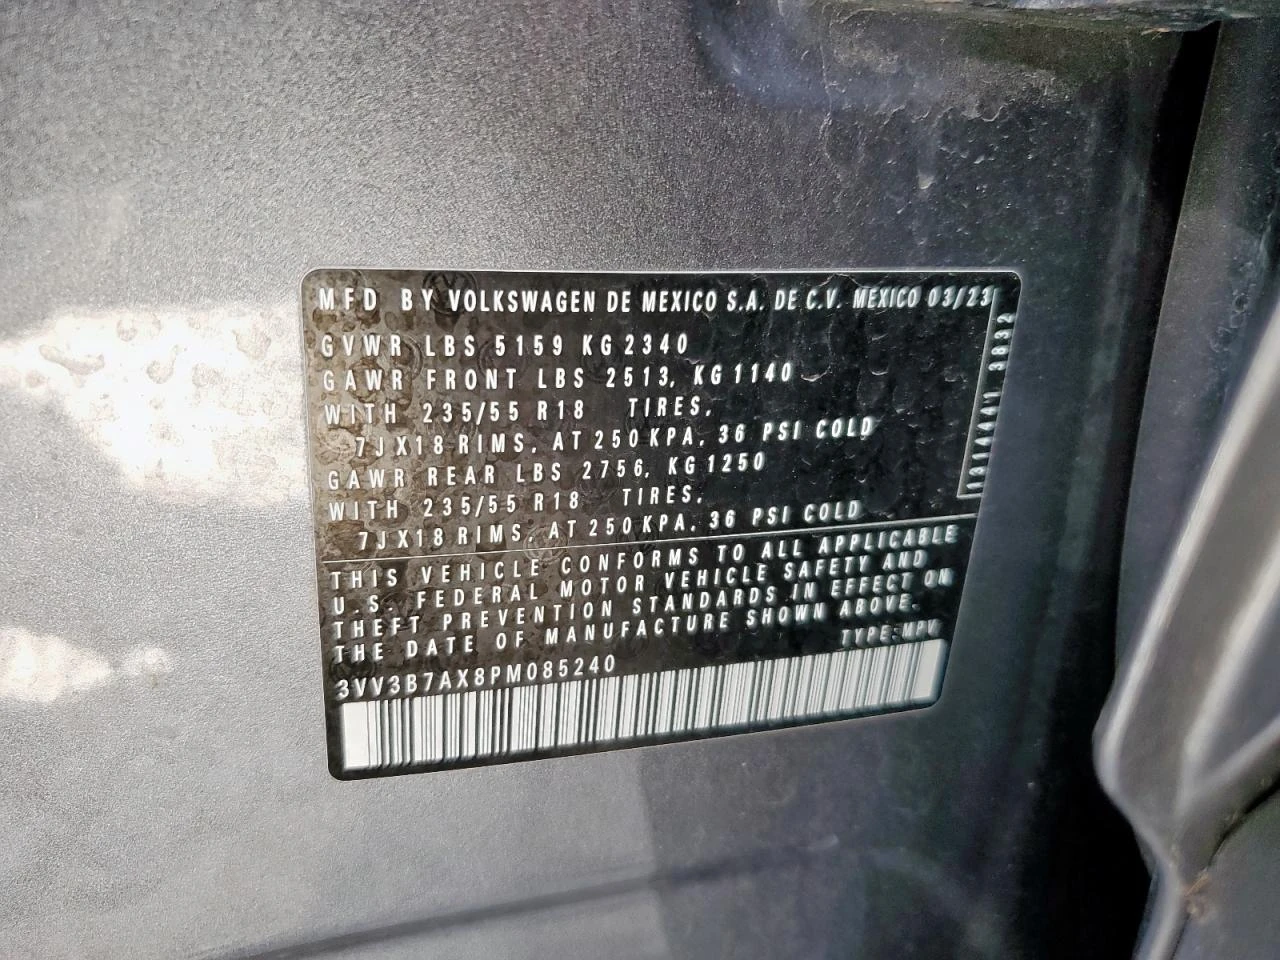 MFD BY VOLKSWAGEN DE MEXICO S.A. DE C.V. MEXICO 03/23
GVWR LBS 5159 KG 2340
GAWR FRONT LBS 2513, KG 1140
WITH 235/55 R18 TIRES,
7JX18 RIMS, AT 250 KPA, 36 PSI COLD
GAWR REAR LBS 2756, KG 1250
WITH 235/55 R18 TIRES,
7JX18 RIMS, AT 250 KPA, 36 PSI COLD
THIS VEHICLE CONFORMS TO ALL APPLICABLE
U.S. FEDERAL MOTOR VEHICLE SAFETY AND
THEFT PREVENTION STANDARDS IN EFFECT ON
THE DATE OF MANUFACTURE SHOWN ABOVE.
TYPE: MPV
3VV3B7AX8PM085240
3832